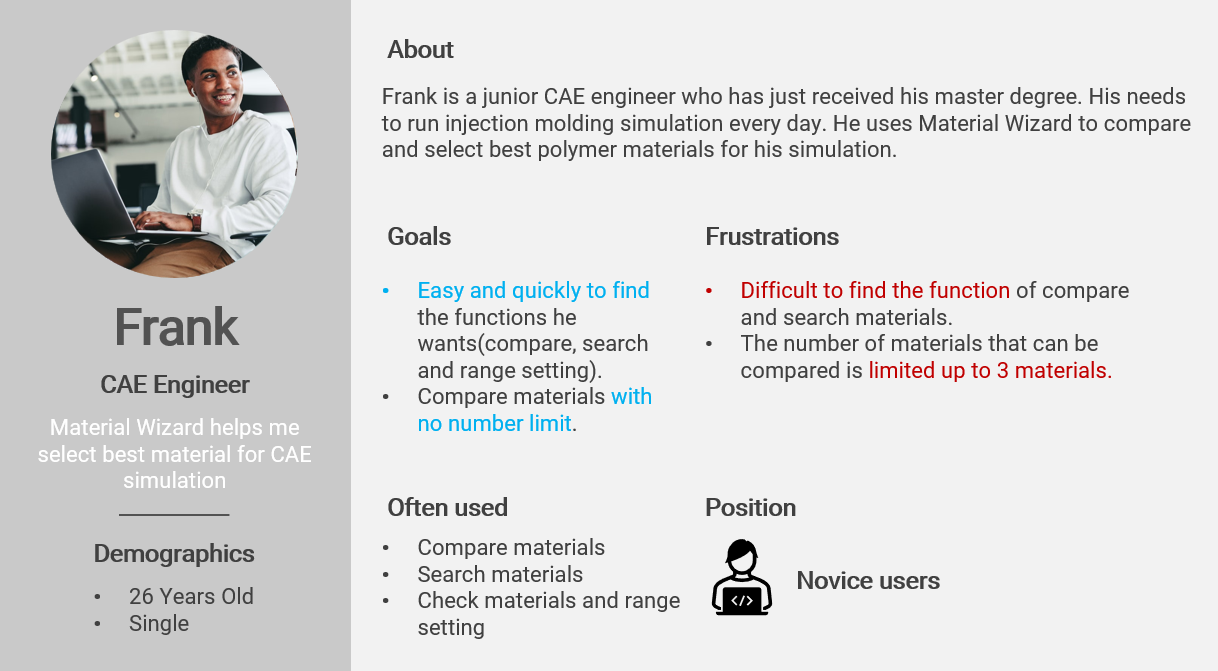 Frank
CAE Engineer
Material Wizard helps me
select best material for CAE
simulation
Demographics
• 26 Years Old
• Single
About
Frank is a junior CAE engineer who has just received his master degree. His needs
to run injection molding simulation every day. He uses Material Wizard to compare
and select best polymer materials for his simulation.
Goals
• Easy and quickly to find
the functions he
wants(compare, search
and range setting).
• Compare materials with
no number limit.
Frustrations
• Difficult to find the function of compare
and search materials.
• The number of materials that can be
compared is limited up to 3 materials.
Often used
• Compare materials
• Search materials
• Check materials and range
setting
Position
</>
Novice users